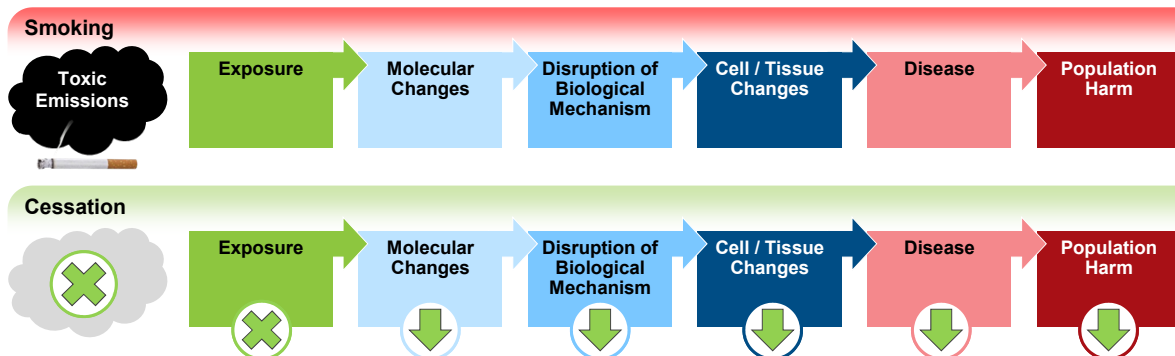 Smoking
Toxic
Emissions
Exposure
Molecular
Changes
Disruption of
Biological
Mechanism
Cell / Tissue
Changes
Disease
Population
Harm
Cessation
Exposure
Molecular
Changes
Disruption of
Biological
Mechanism
Cell / Tissue
Changes
Disease
Population
Harm